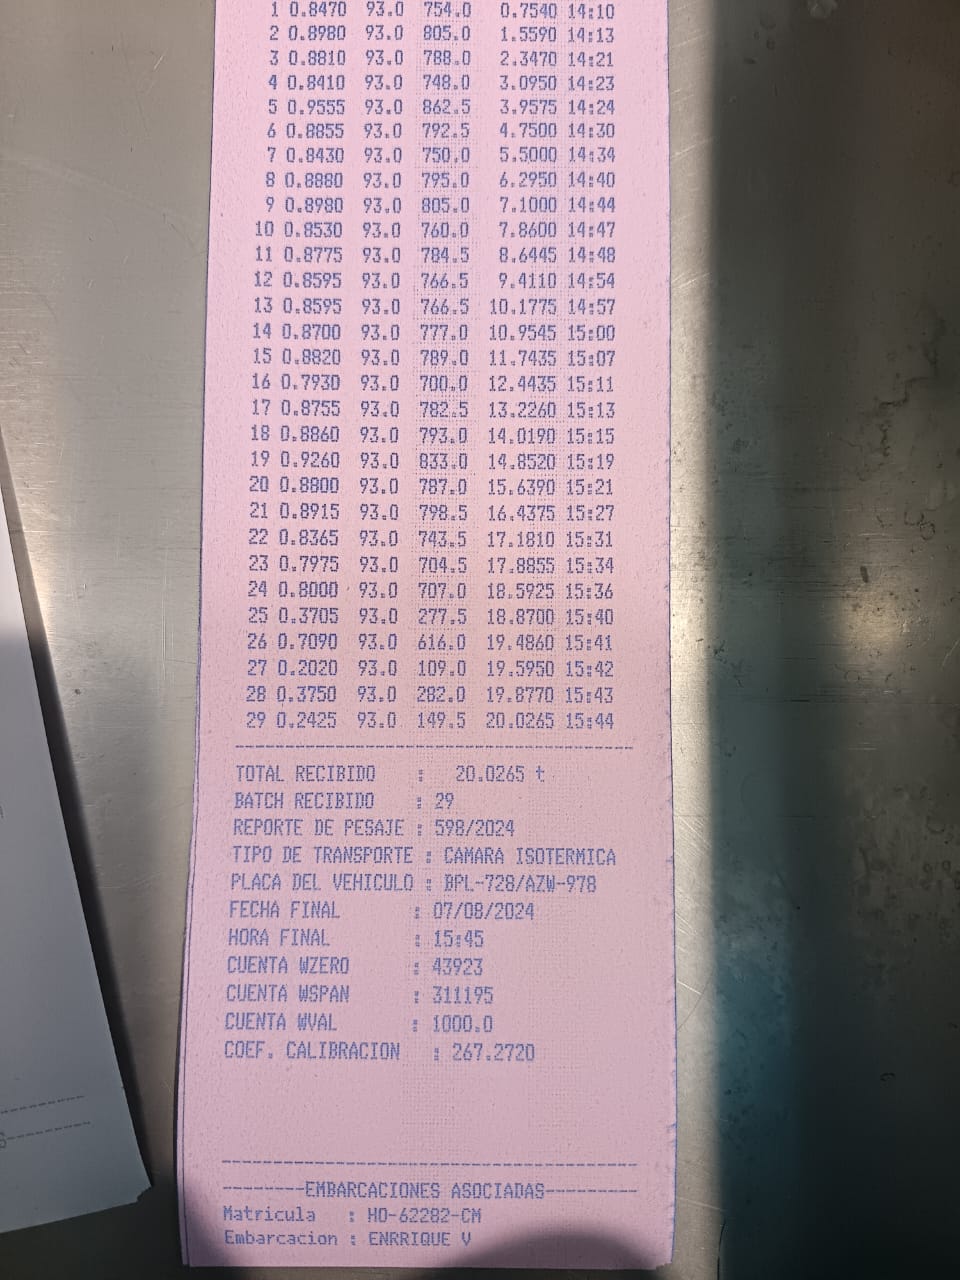 1 0.8470 93.0 754.0 0.7540 14:10
2 0.8980 93.0 805.0 1.5590 14:13
3 0.8810 93.0 788.0 2.3470 14:21
4 0.8410 93.0 748.0 3.0950 14:23
5 0.9555 93.0 862.5 3.9575 14:24
6 0.8855 93.0 792.5 4.7500 14:30
7 0.8430 93.0 750.0 5.5000 14:34
8 0.8880 93.0 795.0 6.2950 14:40
9 0.8980 93.0 805.0 7.1000 14:44
10 0.8530 93.0 760.0 7.8600 14:47
11 0.8775 93.0 784.5 8.6445 14:48
12 0.8595 93.0 766.5 9.4110 14:54
13 0.8595 93.0 766.5 10.1775 14:57
14 0.8700 93.0 777.0 10.9545 15:00
15 0.8820 93.0 789.0 11.7435 15:07
16 0.7930 93.0 700.0 12.4435 15:11
17 0.8755 93.0 782.5 13.2260 15:13
18 0.8860 93.0 793.0 14.0190 15:15
19 0.9260 93.0 833.0 14.8520 15:19
20 0.8800 93.0 787.0 15.6390 15:21
21 0.8915 93.0 798.5 16.4375 15:27
22 0.8365 93.0 743.5 17.1810 15:31
23 0.7975 93.0 704.5 17.8855 15:34
24 0.8000 93.0 707.0 18.5925 15:36
25 0.3705 93.0 277.5 18.8700 15:40
26 0.7090 93.0 616.0 19.4860 15:41
27 0.2020 93.0 109.0 19.5950 15:42
28 0.3750 93.0 282.0 19.8770 15:43
29 0.2425 93.0 149.5 20.0265 15:44
TOTAL RECIBIDO : 20.0265 t
BATCH RECIBIDO : 29
REPORTE DE PESAJE : 598/2024
TIPO DE TRANSPORTE : CAMARA ISOTERMICA
PLACA DEL VEHICULO : BPL-728/AZW-978
FECHA FINAL : 07/08/2024
HORA FINAL : 15:45
CUENTA WZERO : 43923
CUENTA WSPAN : 311195
CUENTA WVAL : 1000.0
COEF. CALIBRACION : 267.2720
--------EMBARCACIONES ASOCIADAS---------
Matricula : HO-62282-CM
Embarcacion : ENRRIQUE V